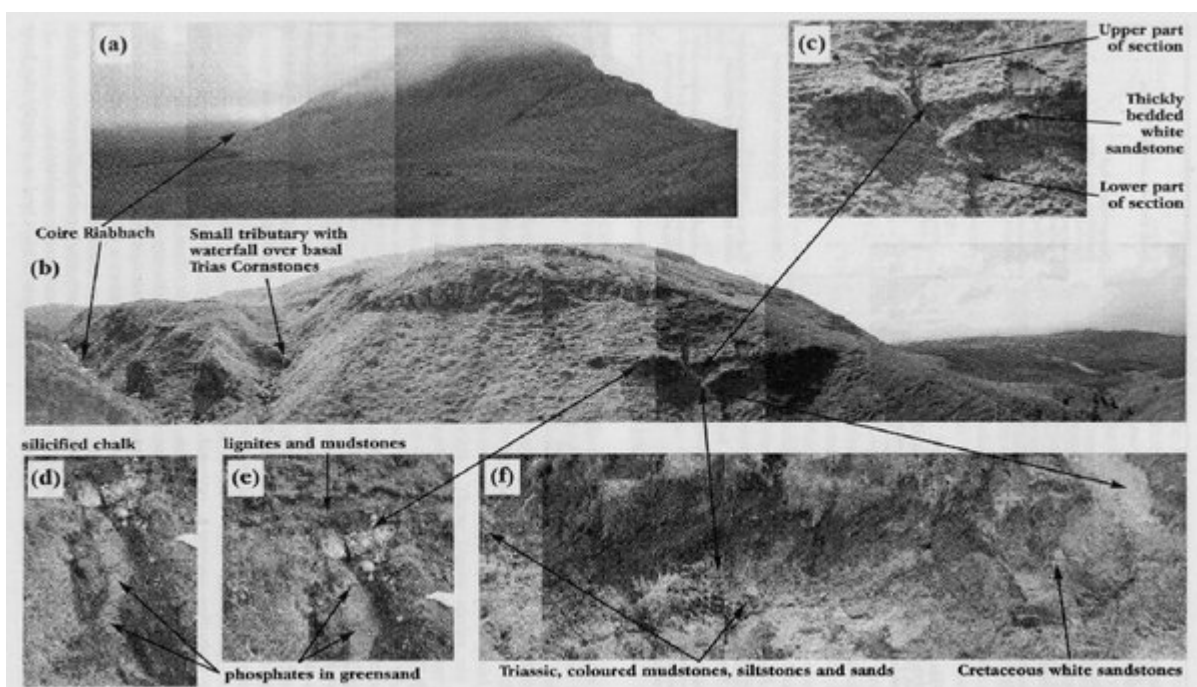 (a)
(c)
Upper part
of section
Thickly
bedded
white
sandstone
Lower part
of section
Coire Riabbach
Small tributary with
waterfall over basal
Trias Cornstones
(b)
silicified chalk
lignites and mudstones
(d)
(e)
(f)
phosphates in greensand
Triassic, coloured mudstones, siltstones and sands
Cretaceous white sandstones